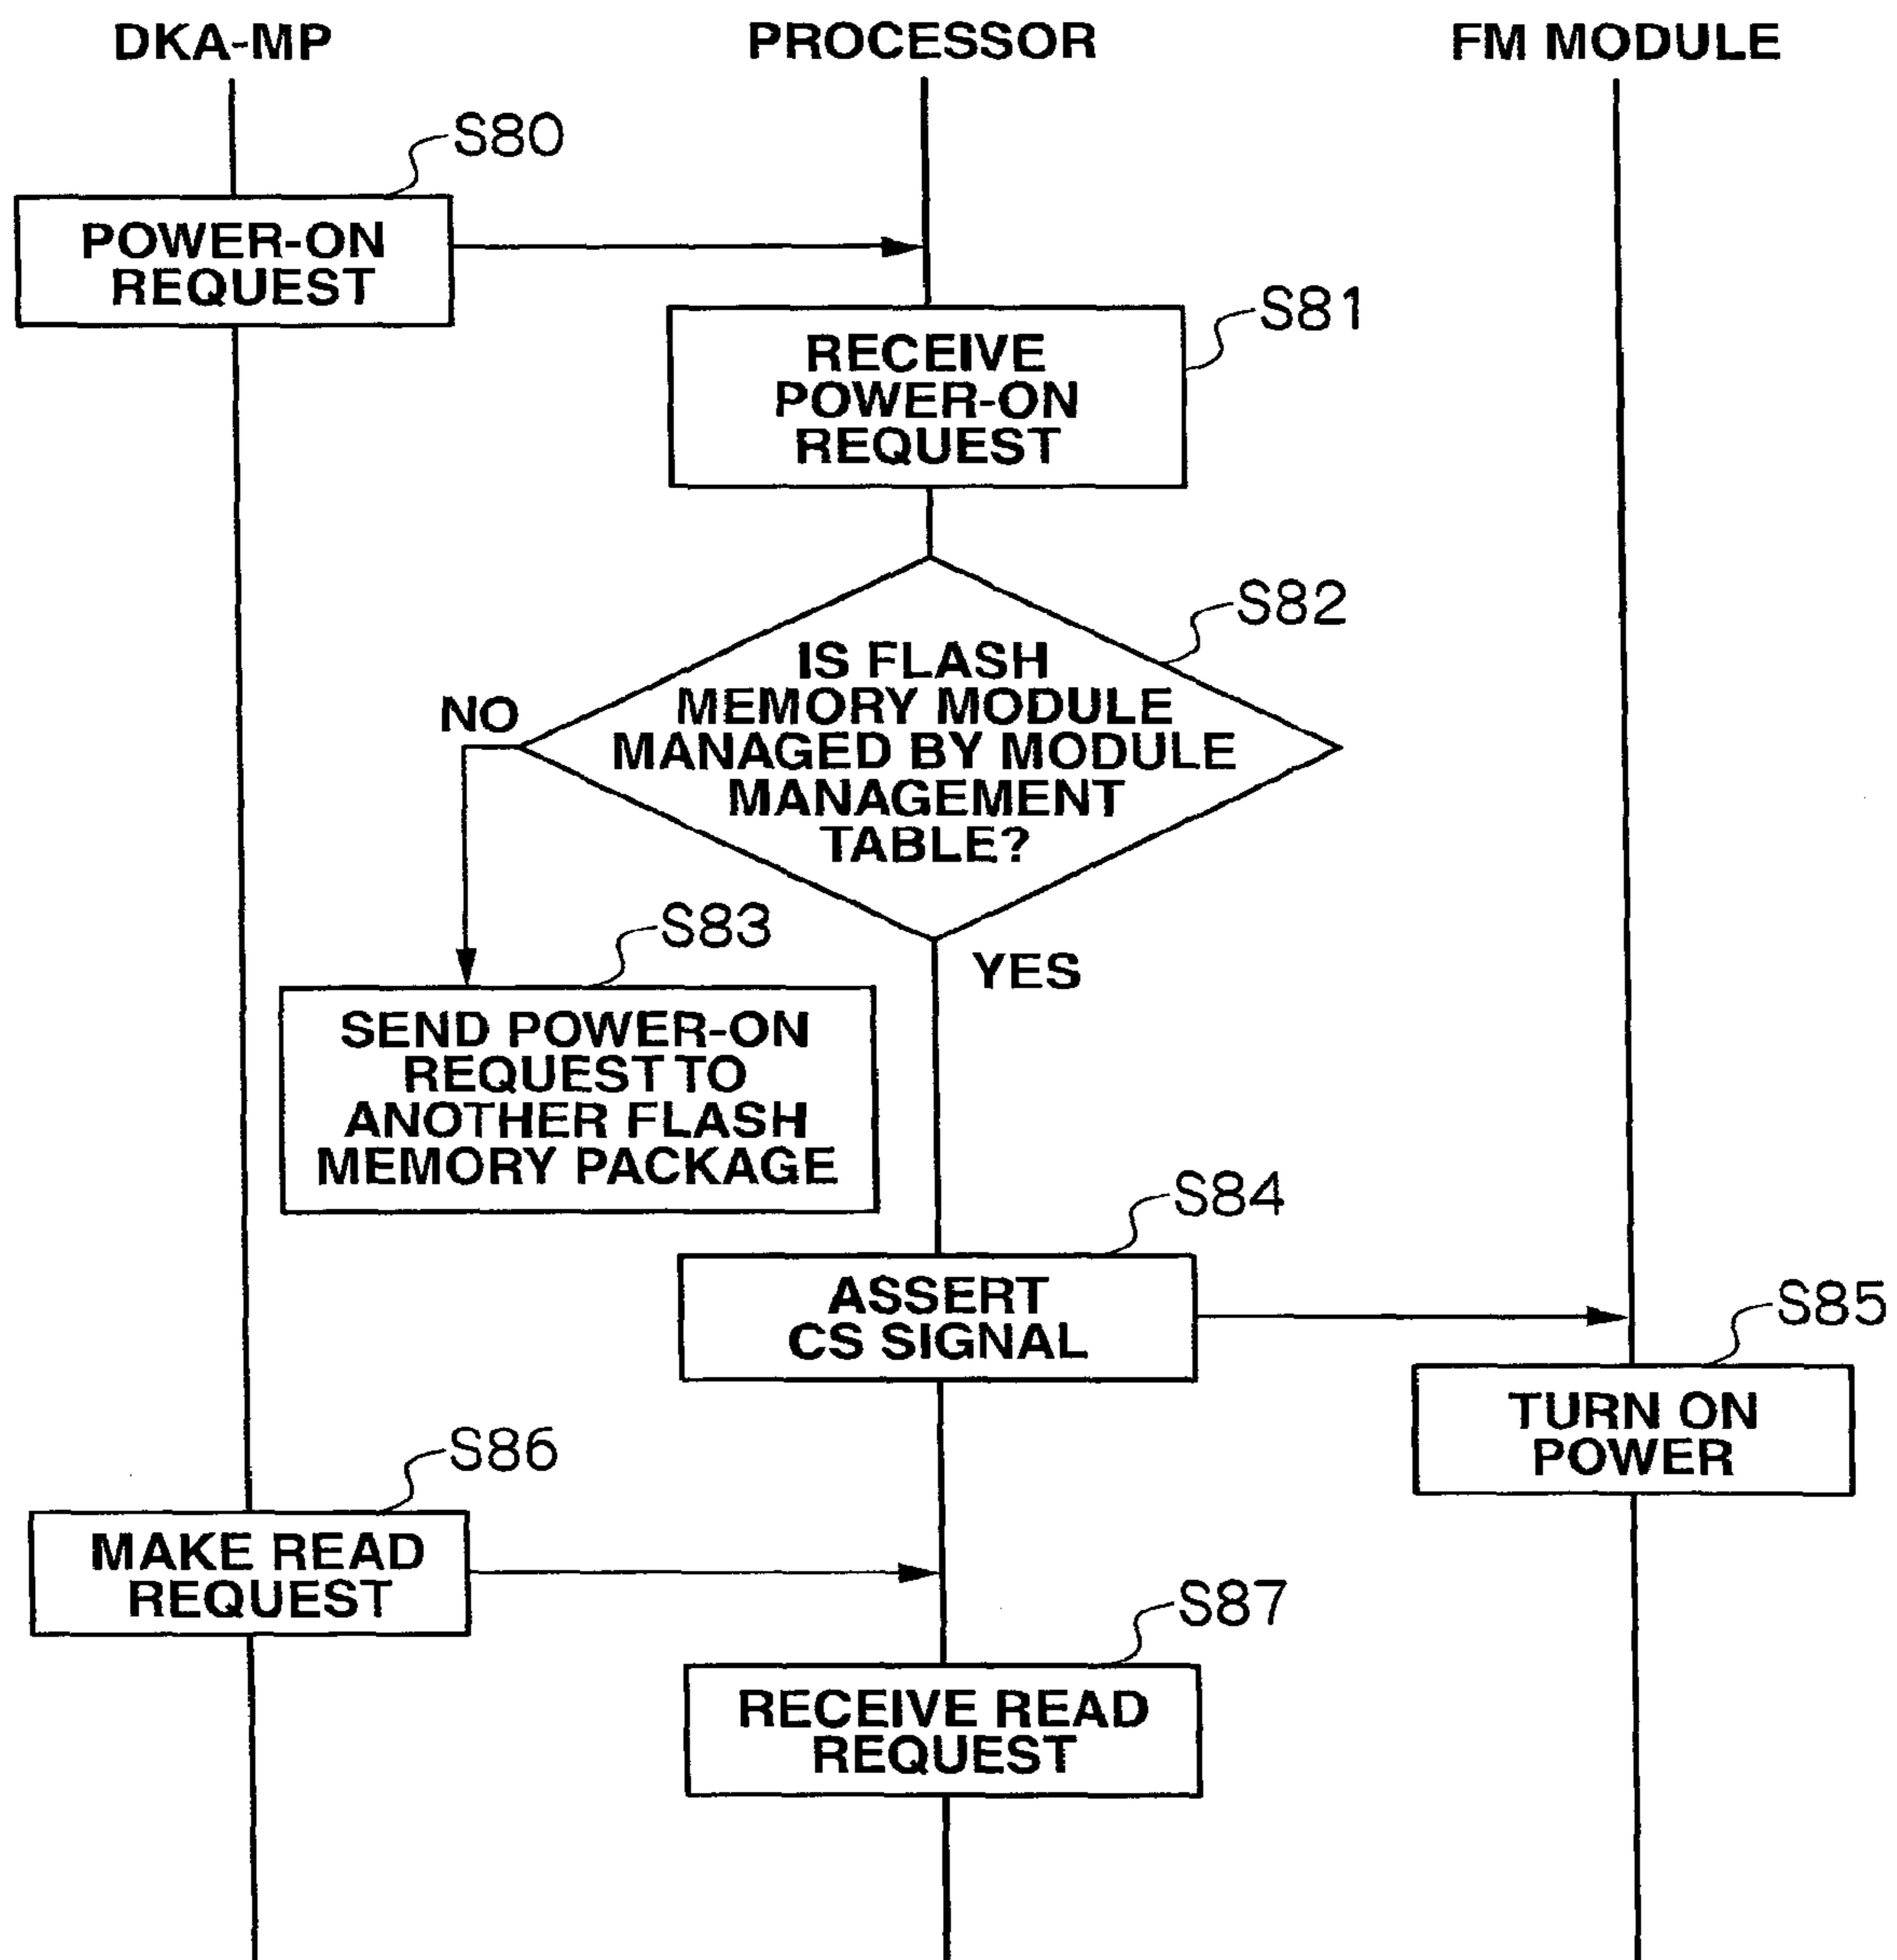 DKA-MP
PROCESSOR
FM MODULE
S80
POWER-ON
REQUEST
S81
RECEIVE
POWER-ON
REQUEST
S82
IS FLASH
MEMORY MODULE
MANAGED BY MODULE
MANAGEMENT
TABLE?
NO
YES
S83
SEND POWER-ON
REQUEST TO
ANOTHER FLASH
MEMORY PACKAGE
S84
ASSERT
CS SIGNAL
S85
TURN ON
POWER
S86
MAKE READ
REQUEST
S87
RECEIVE READ
REQUEST